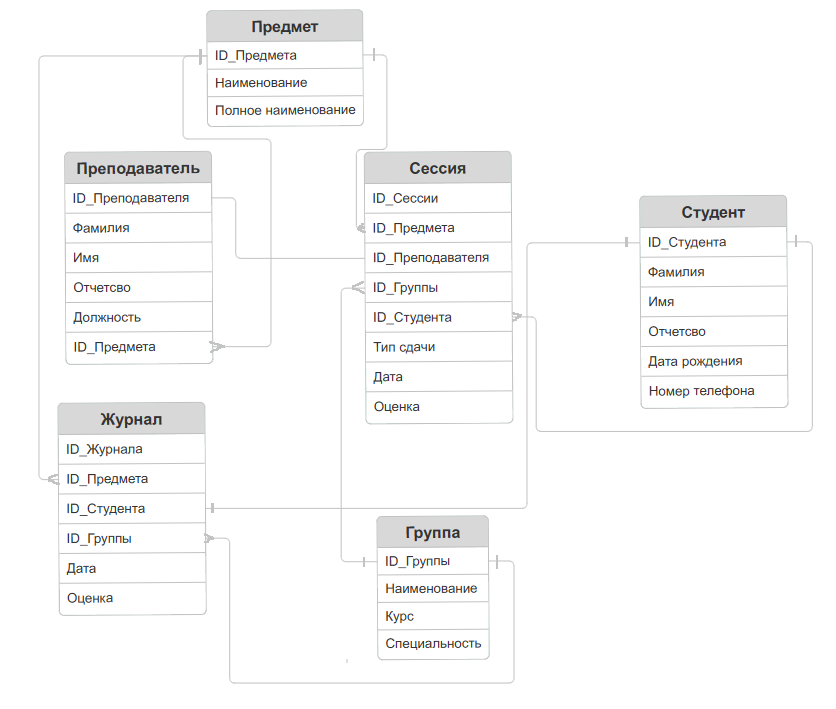 Предмет
ID_Предмета
Наименование
Полное наименование
Преподаватель
ID_Преподавателя
Фамилия
Имя
Отчетсво
Должность
ID_Предмета
Сессия
ID_Сессии
ID_Предмета
ID_Преподавателя
ID_Группы
ID_Студента
Тип сдачи
Дата
Оценка
Студент
ID_Студента
Фамилия
Имя
Отчетсво
Дата рождения
Номер телефона
Журнал
ID_Журнала
ID_Предмета
ID_Студента
ID_Группы
Дата
Оценка
Группа
ID_Группы
Наименование
Курс
Специальность